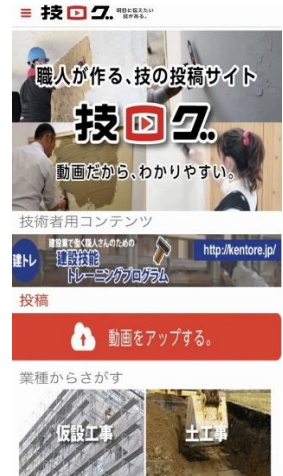 技ログ 明日に伝えたい
技がある。
職人が作る、技の投稿サイト
技ログ
動画だから、わかりやすい。
技術者用コンテンツ
建設業で働く職人さんのための
建トレ 建設技能 http://kentore.jp/
トレーニングプログラム
投稿
動画をアップする。
業種からさがす
仮設工事 土工事